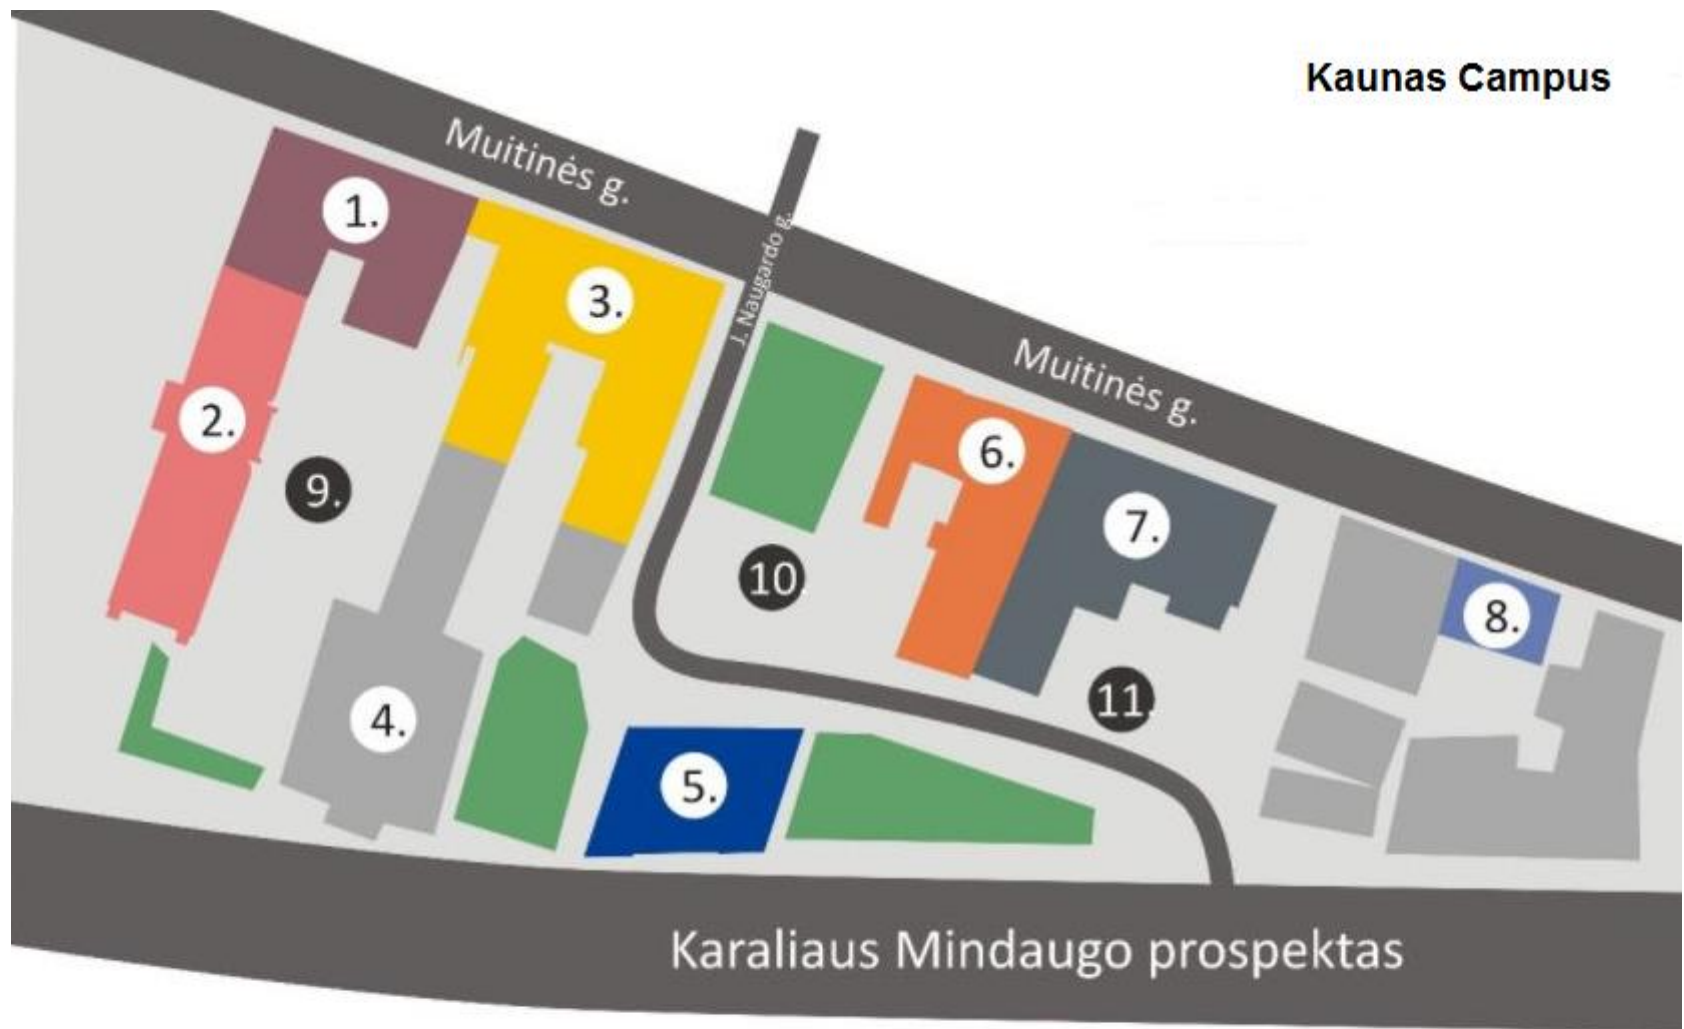 Kaunas Campus
Muitinės g.
1.
J. Naugardo g.
3.
Muitinės g.
2.
6.
9.
7.
10.
8.
11.
4.
5.
Karaliaus Mindaugo prospektas